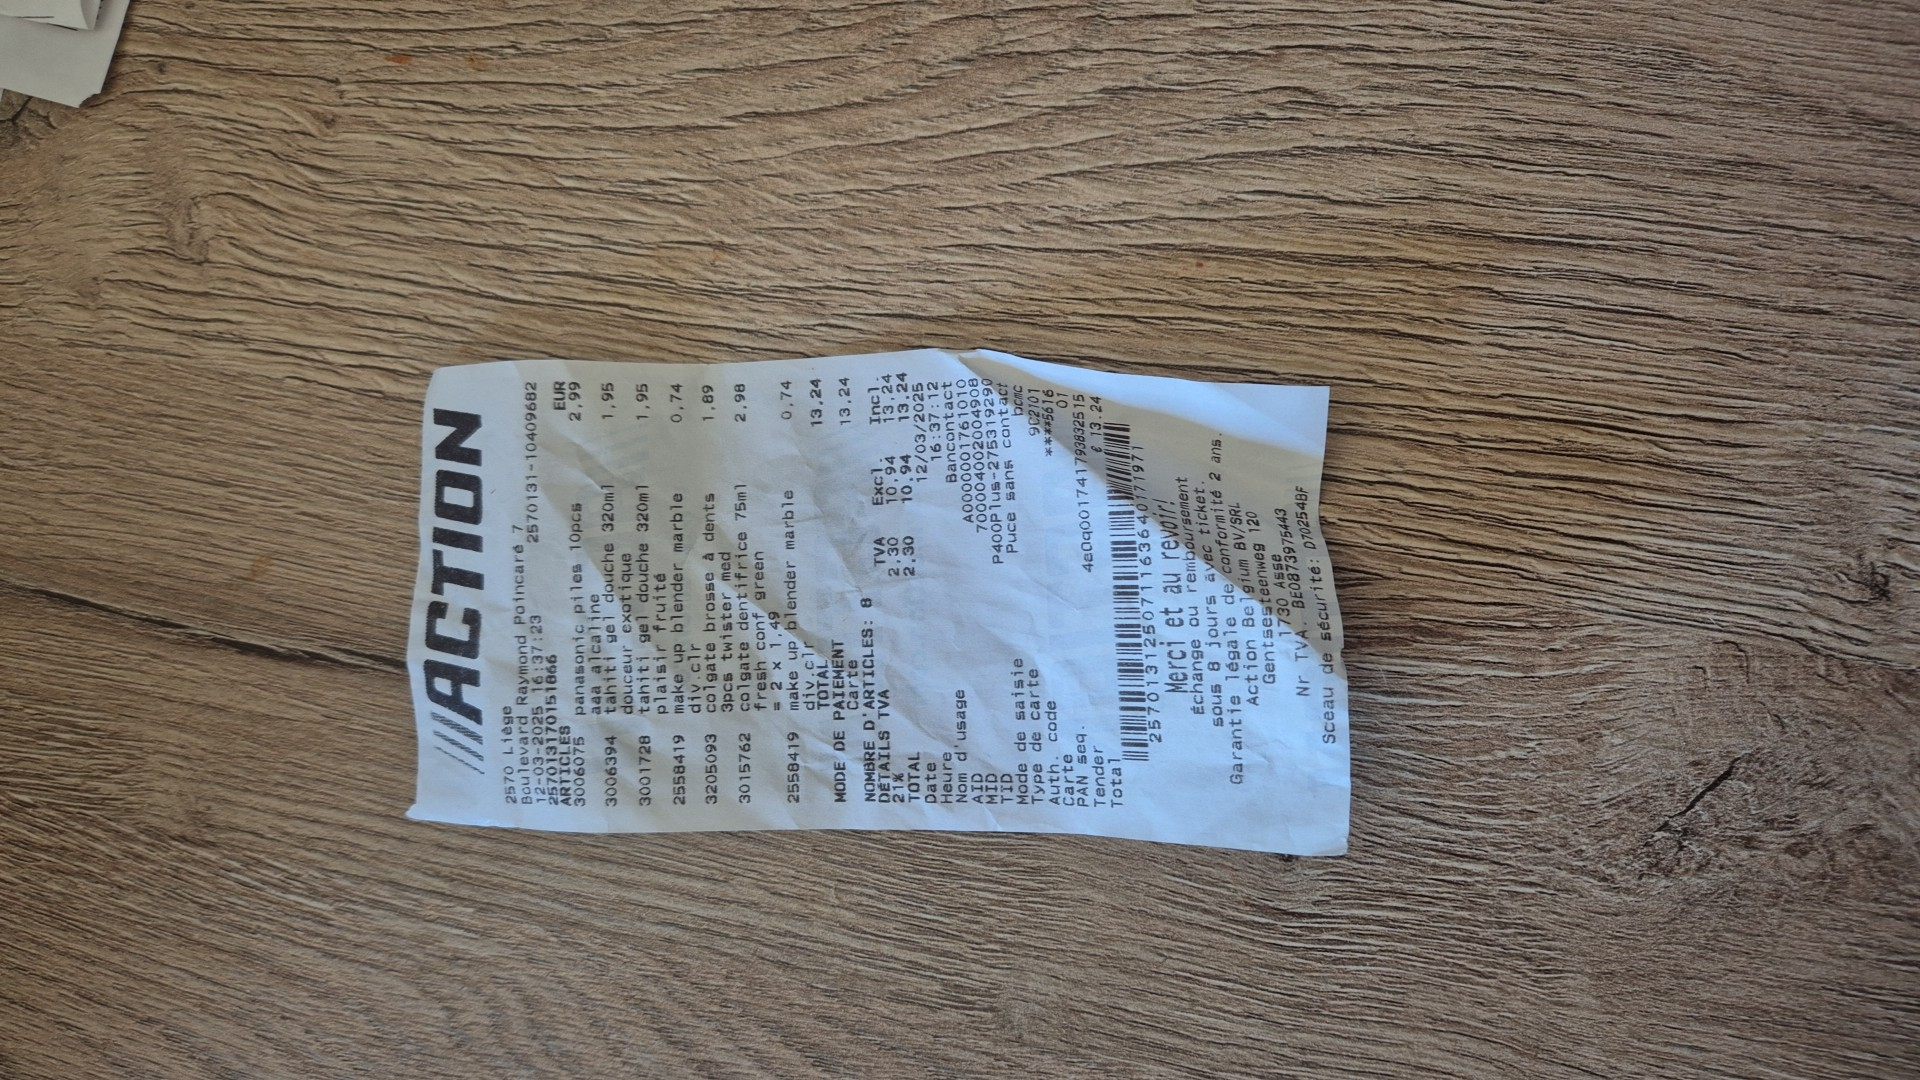 ACTION
2570 Liège
Boulevard Raymond Poincaré 7
12-03-2025 16:37:23 2570131-10409682
257013170151866
ARTICLES EUR
3006075 panasonic piles 10pcs 2,99
aaa alcaline
3006394 tahiti gel douche 320ml 1,95
douceur exotique
3001728 tahiti gel douche 320ml 1,95
plaisir fruité
2558419 make up blender marble 0,74
div.clr
3205093 colgate brosse à dents 1,89
3pcs twister med
3015762 colgate dentifrice 75ml 2,98
fresh conf green
= 2 x 1,49
2558419 make up blender marble 0,74
div.clr
TOTAL 13,24
MODE DE PAIEMENT
Carte 13,24
NOMBRE D'ARTICLES: 8
DÉTAILS TVA TVA Excl. Incl.
21% 2,30 10,94 13,24
TOTAL 2,30 10,94 13,24
Date 12/03/2025
Heure 16:37:12
Nom d'usage Bancontact
AID A0000001761010
MID 70004002004908
TID P400Plus-275319290
Mode de saisie Puce sans contact
Type de carte bcmc
Auth. code 9C2101
Carte ****5616
PAN seq. 01
Tender 4eOqO01741793832515
Total € 13.24
257013125071163640171971
Merci et au revoir!
Échange ou remboursement
sous 8 jours avec ticket.
Garantie légale de conformité 2 ans.
Action Belgium BV/SRL
Gentsesteenweg 120
1730 Asse
Nr TVA. BE0873975443
Sceau de sécurité: D70254BF